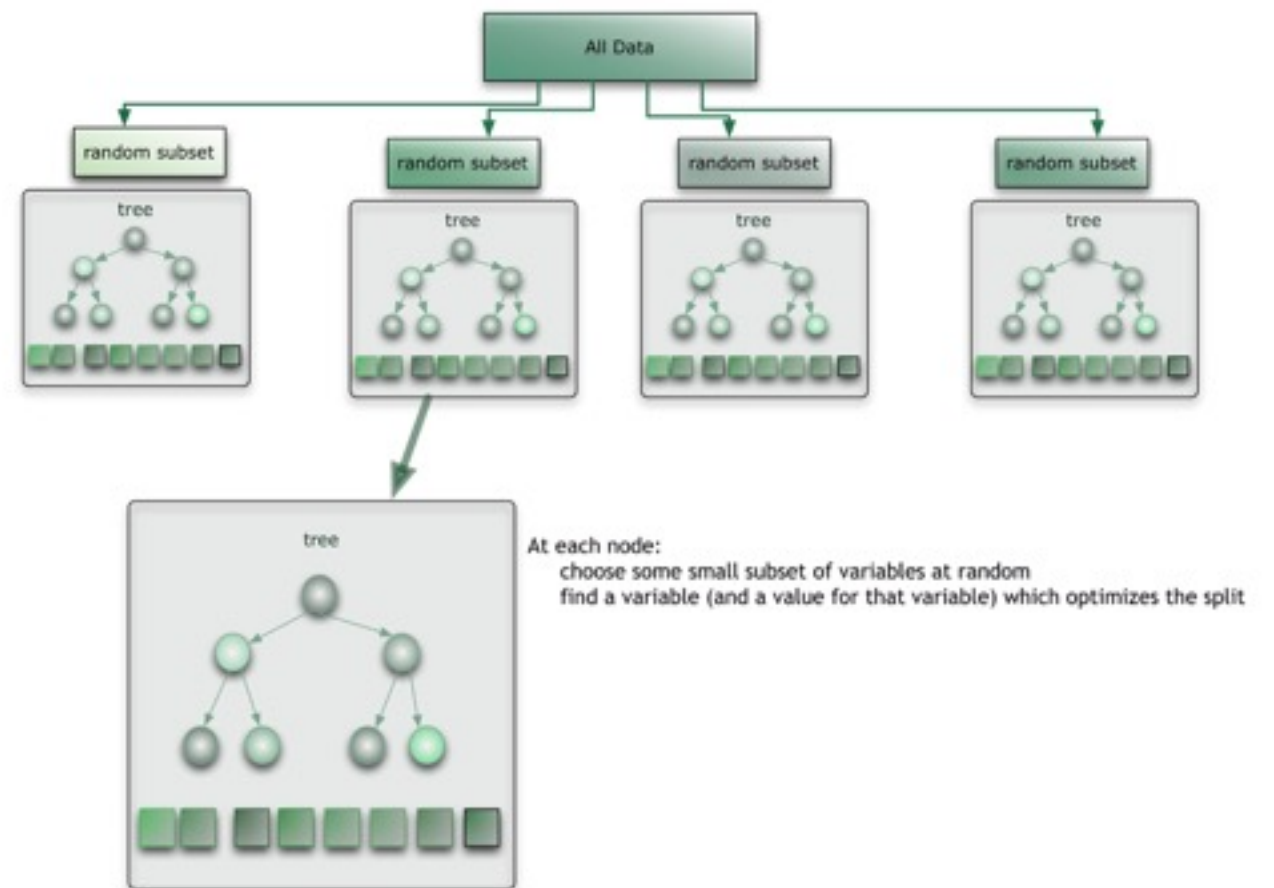 All Data
random subset
random subset
random subset
random subset
tree
tree
tree
tree
tree
At each node:
choose some small subset of variables at random
find a variable (and a value for that variable) which optimizes the split